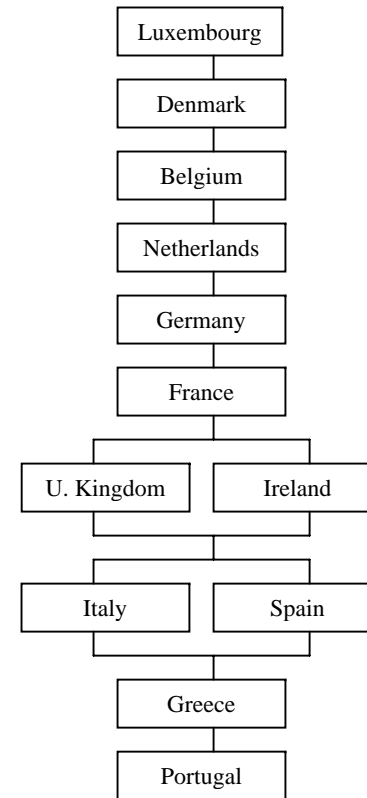 Luxembourg
Denmark
Belgium
Netherlands
Germany
France
U. Kingdom
Ireland
Italy
Spain
Greece
Portugal